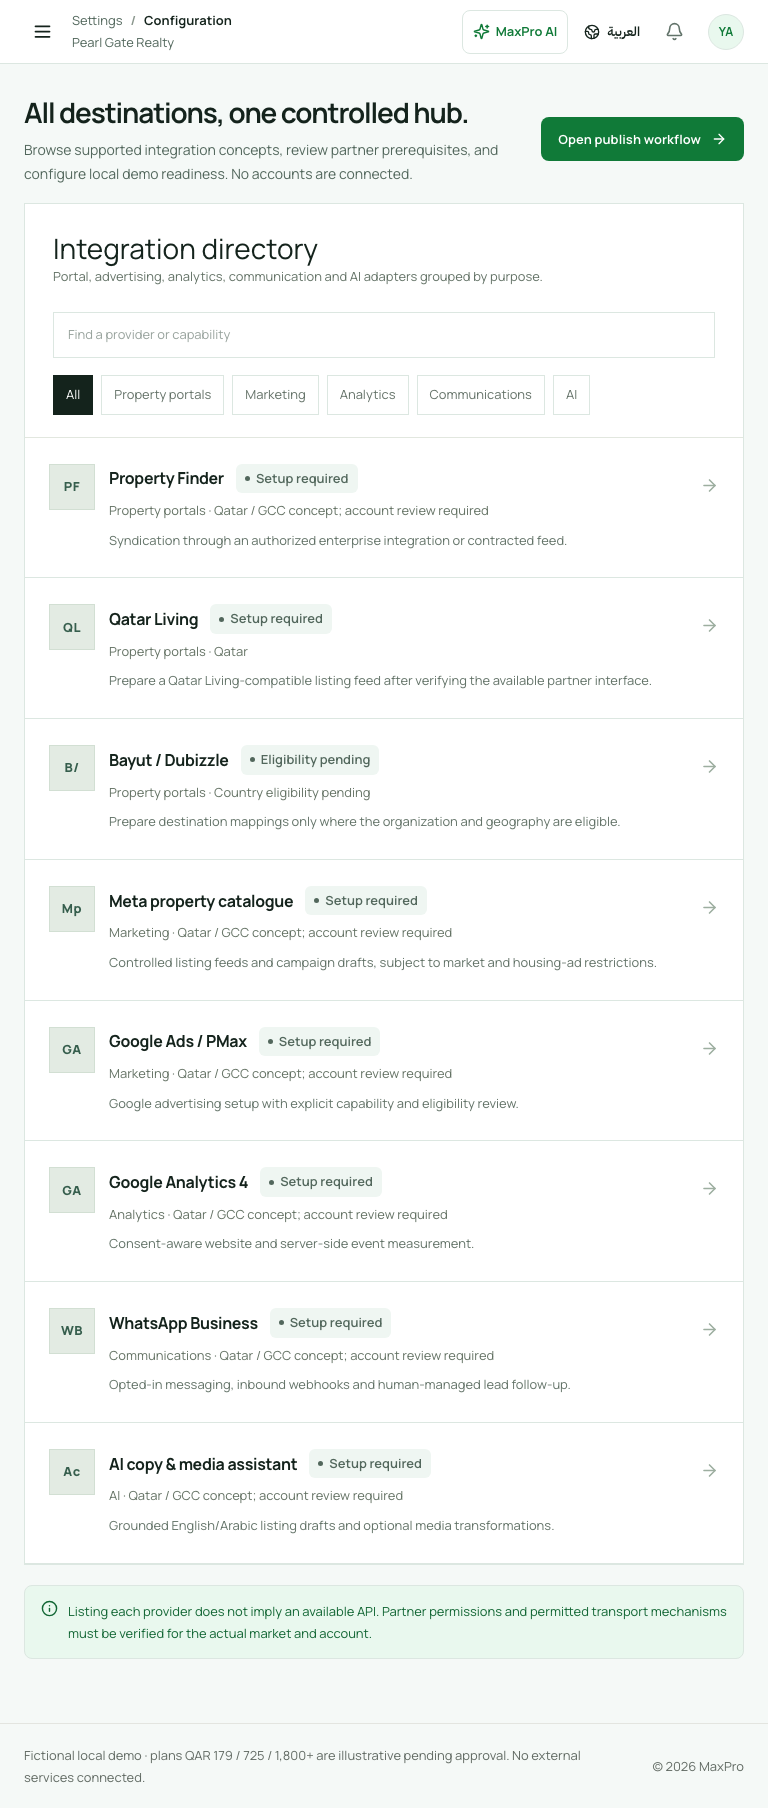 Settings / Configuration
Pearl Gate Realty
MaxPro AI
العربية
YA
All destinations, one controlled hub.
Browse supported integration concepts, review partner prerequisites, and
configure local demo readiness. No accounts are connected.
Open publish workflow
Integration directory
Portal, advertising, analytics, communication and AI adapters grouped by purpose.
Find a provider or capability
All
Property portals
Marketing
Analytics
Communications
AI
PF
Property Finder
Setup required
Property portals · Qatar / GCC concept; account review required
Syndication through an authorized enterprise integration or contracted feed.
QL
Qatar Living
Setup required
Property portals · Qatar
Prepare a Qatar Living-compatible listing feed after verifying the available partner interface.
B/
Bayut / Dubizzle
Eligibility pending
Property portals · Country eligibility pending
Prepare destination mappings only where the organization and geography are eligible.
Mp
Meta property catalogue
Setup required
Marketing · Qatar / GCC concept; account review required
Controlled listing feeds and campaign drafts, subject to market and housing-ad restrictions.
GA
Google Ads / PMax
Setup required
Marketing · Qatar / GCC concept; account review required
Google advertising setup with explicit capability and eligibility review.
GA
Google Analytics 4
Setup required
Analytics · Qatar / GCC concept; account review required
Consent-aware website and server-side event measurement.
WB
WhatsApp Business
Setup required
Communications · Qatar / GCC concept; account review required
Opted-in messaging, inbound webhooks and human-managed lead follow-up.
Ac
AI copy & media assistant
Setup required
AI · Qatar / GCC concept; account review required
Grounded English/Arabic listing drafts and optional media transformations.
Listing each provider does not imply an available API. Partner permissions and permitted transport mechanisms
must be verified for the actual market and account.
Fictional local demo · plans QAR 179 / 725 / 1,800+ are illustrative pending approval. No external
services connected.
© 2026 MaxPro